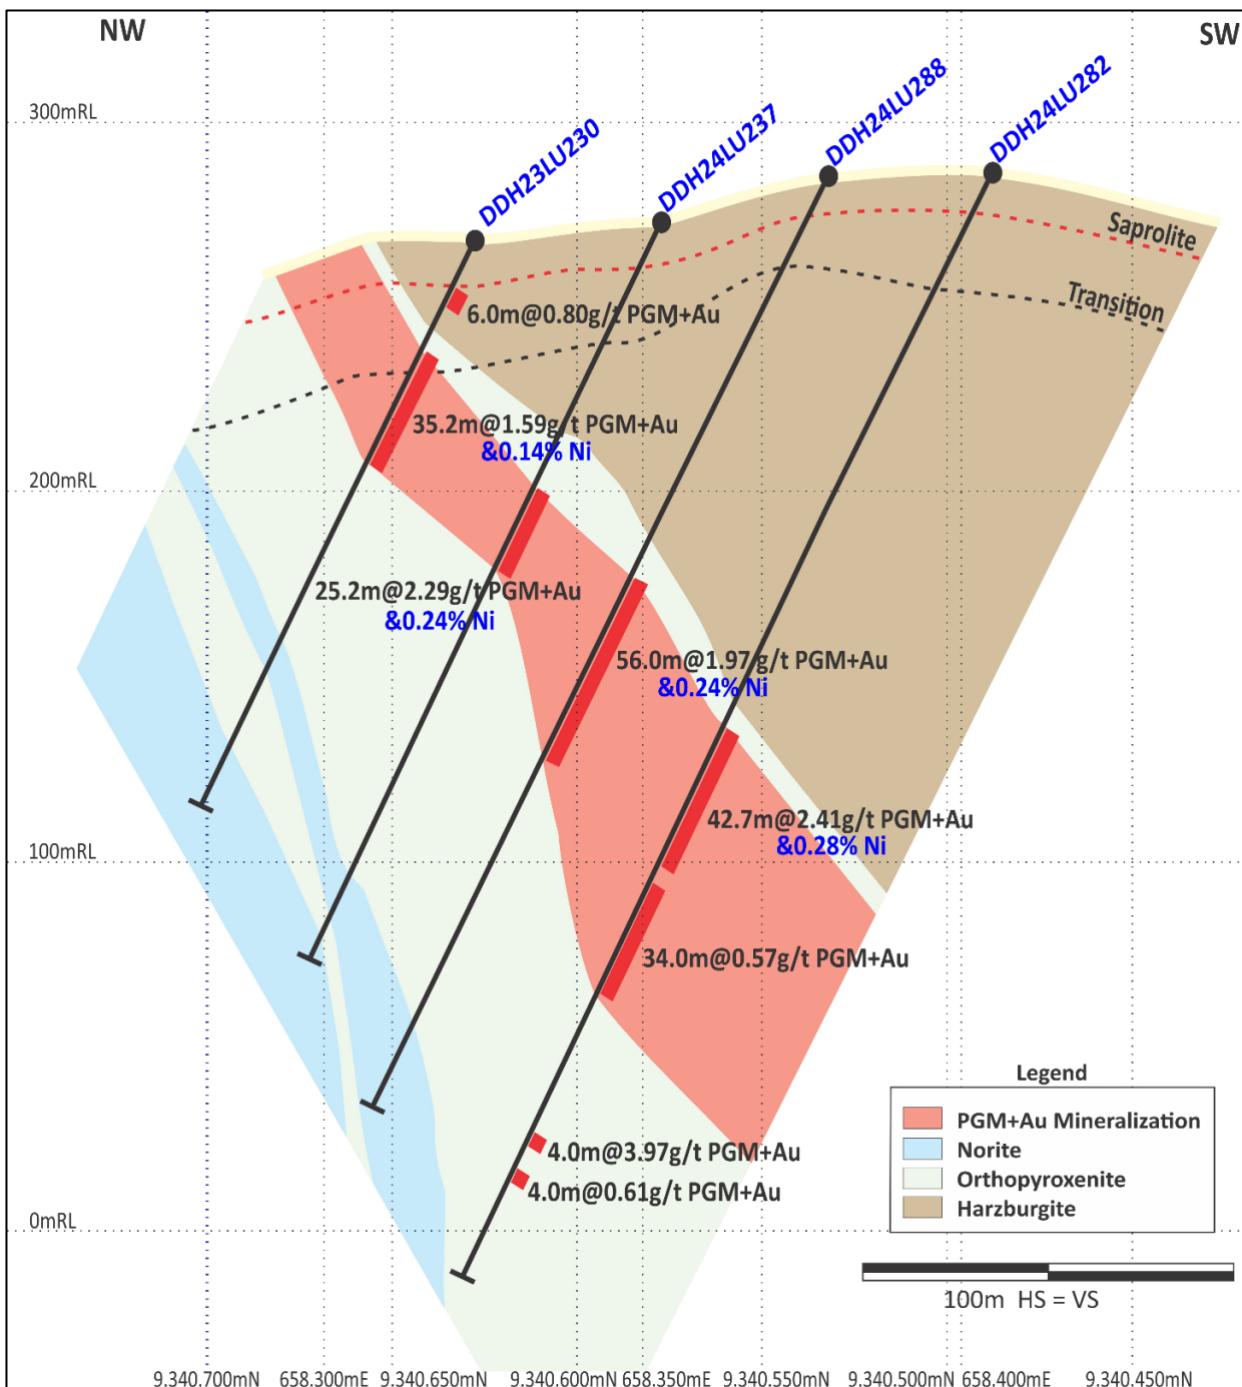 NW
SW
300mRL
DDH23LU230
DDH24LU237
DDH24LU288
DDH24LU282
Saprolite
Transition
6.0m@0.80g/t PGM+Au
35.2m@1.59g/t PGM+Au
&0.14% Ni
200mRL
25.2m@2.29g/t PGM+Au
&0.24% Ni
56.0m@1.97g/t PGM+Au
&0.24% Ni
42.7m@2.41g/t PGM+Au
&0.28% Ni
100mRL
34.0m@0.57g/t PGM+Au
4.0m@3.97g/t PGM+Au
4.0m@0.61g/t PGM+Au
0mRL
Legend
PGM+Au Mineralization
Norite
Orthopyroxenite
Harzburgite
100m HS = VS
9.340.700mN
658.300mE
9.340.650mN
9.340.600mN
658.350mE
9.340.550mN
9.340.500mN
658.400mE
9.340.450mN